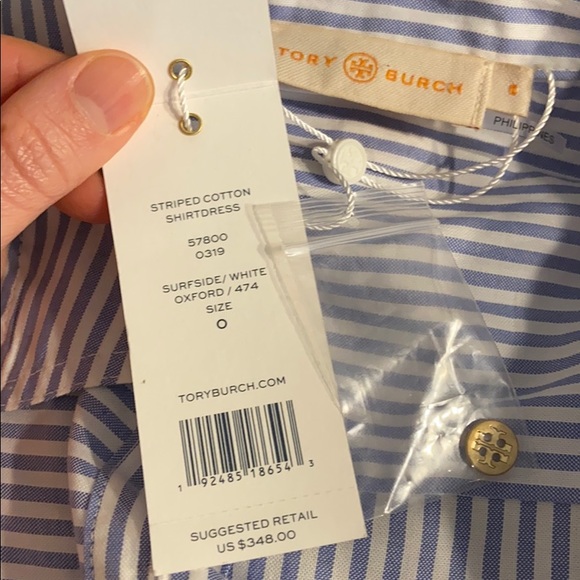 TORY BURCH
PHILIPPINES
STRIPED COTTON
SHIRTDRESS
57800
0319
SURFSIDE/WHITE
OXFORD / 474
SIZE
0
TORYBURCH.COM
1 92485 18654 3
SUGGESTED RETAIL
US $348.00